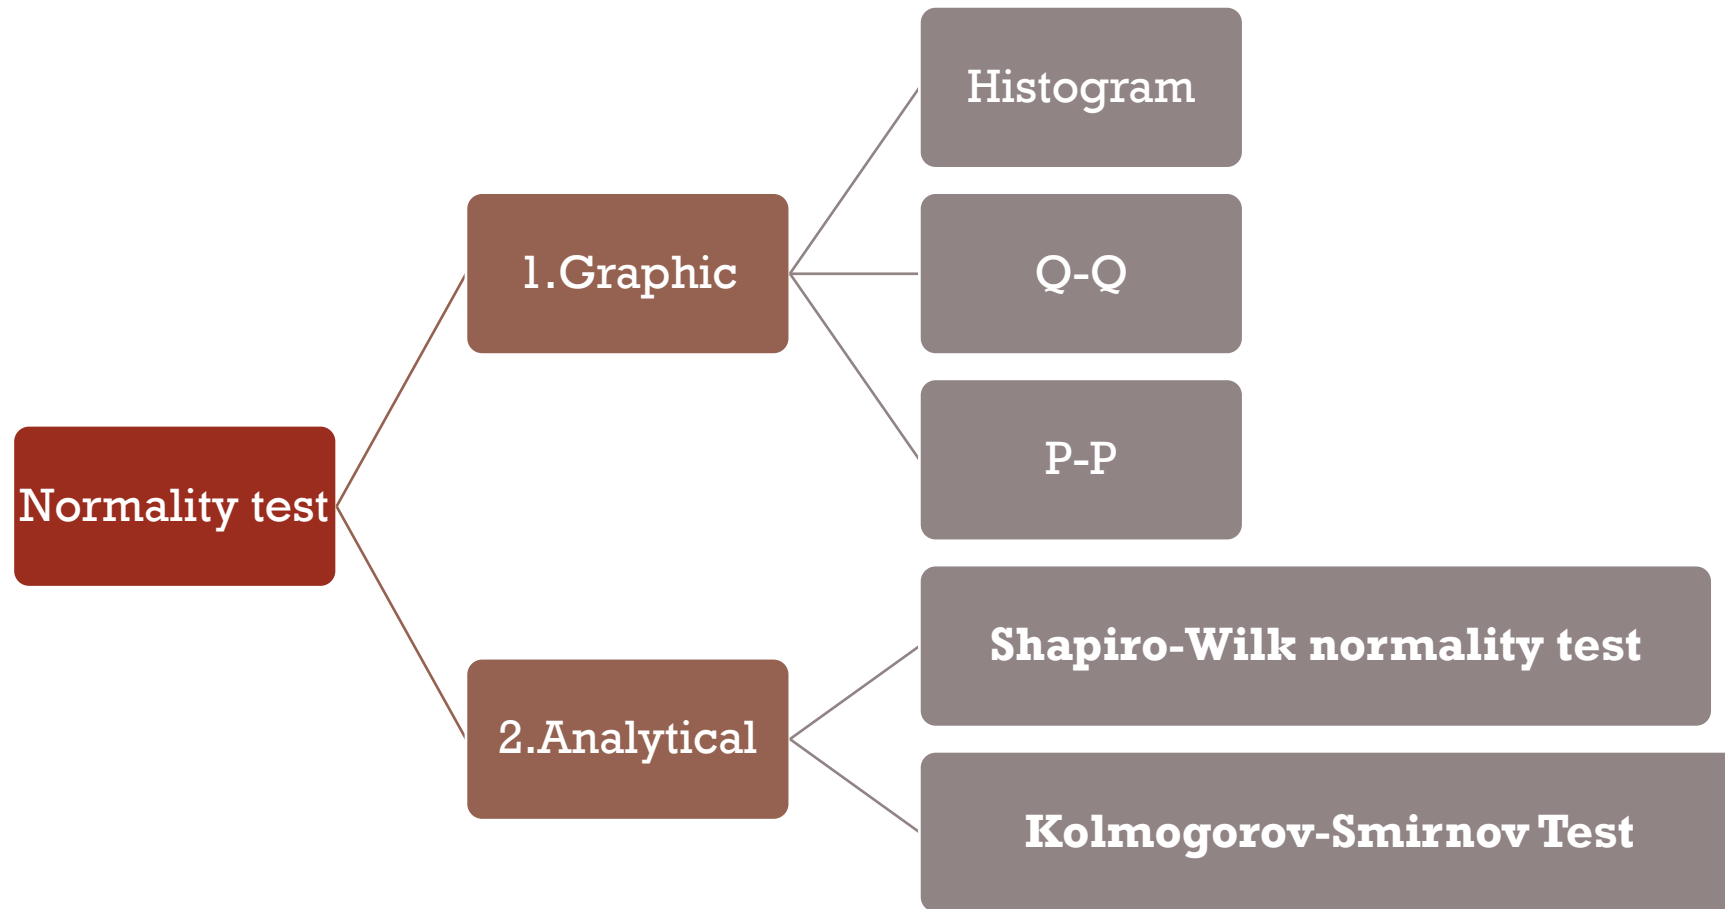 Normality test
1.Graphic
Histogram
Q-Q
P-P
2.Analytical
Shapiro-Wilk normality test
Kolmogorov-Smirnov Test